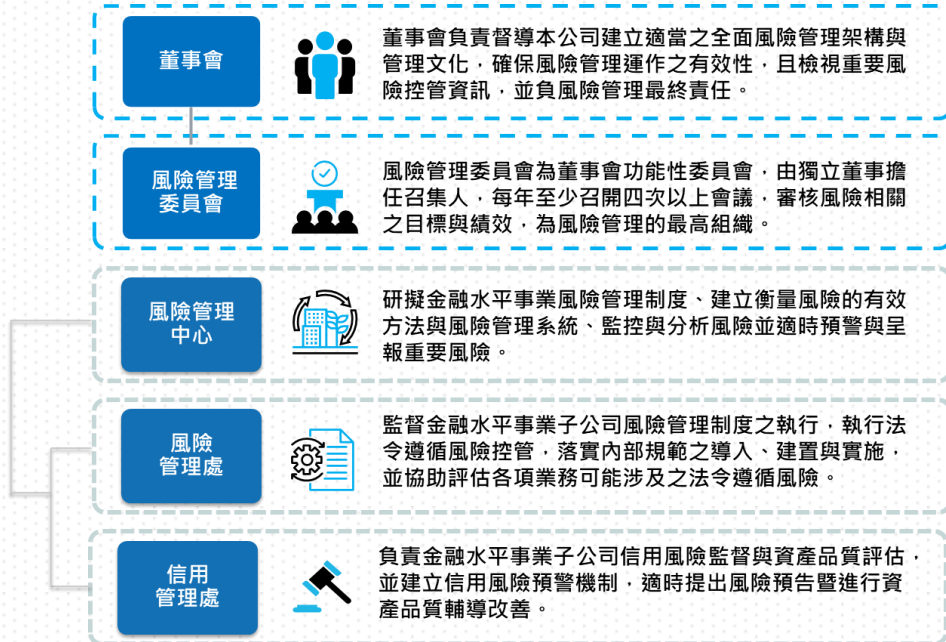 董事會
董事會負責督導本公司建立適當之全面風險管理架構與
管理文化，確保風險管理運作之有效性，且檢視重要風
險控管資訊，並負風險管理最終責任。
風險管理
委員會
風險管理委員會為董事會功能性委員會，由獨立董事擔
任召集人，每年至少召開四次以上會議，審核風險相關
之目標與績效，為風險管理的最高組織。
風險管理
中心
研擬金融水平事業風險管理制度、建立衡量風險的有效
方法與風險管理系統、監控與分析風險並適時預警與呈
報重要風險。
風險
管理處
監督金融水平事業子公司風險管理制度之執行，執行法
令遵循風險控管，落實內部規範之導入、建置與實施，
並協助評估各項業務可能涉及之法令遵循風險。
信用
管理處
負責金融水平事業子公司信用風險監督與資產品質評估，
並建立信用風險預警機制，適時提出風險預告暨進行資
產品質輔導改善。